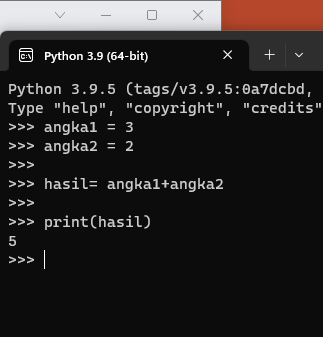 Python 3.9 (64-bit)
Python 3.9.5 (tags/v3.9.5:0a7dcbd,
Type "help", "copyright", "credits"
>>> angka1 = 3
>>> angka2 = 2
>>>
>>> hasil= angka1+angka2
>>>
>>> print(hasil)
5
>>>